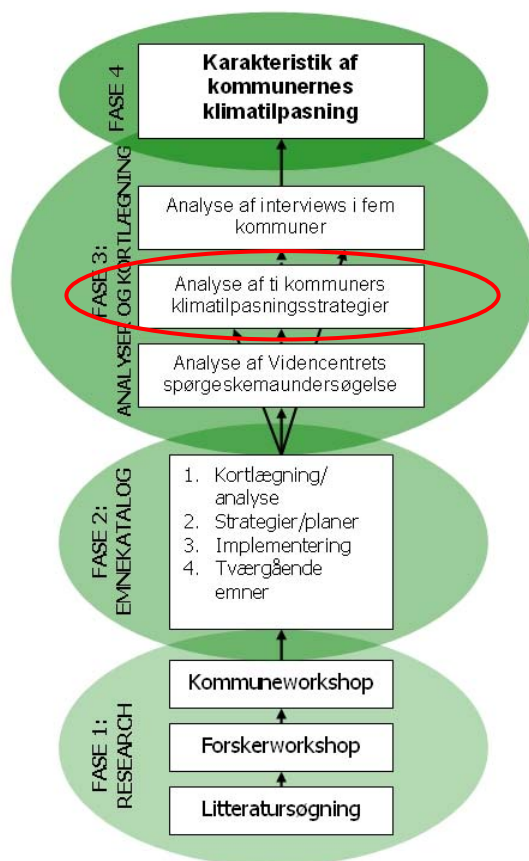 FASE 4
Karakteristik af
kommunernes
klimatilpasning
FASE 3:
ANALYSER OG KORTLÆGNING
Analyse af interviews i fem
kommuner
Analyse af ti kommuners
klimatilpasningsstrategier
Analyse af Videncentrets
spørgeskemaundersøgelse
FASE 2:
EMNEKATALOG
1. Kortlægning/
analyse
2. Strategier/planer
3. Implementering
4. Tværgående
emner
FASE 1:
RESEARCH
Kommuneworkshop
Forskerworkshop
Litteratursøgning